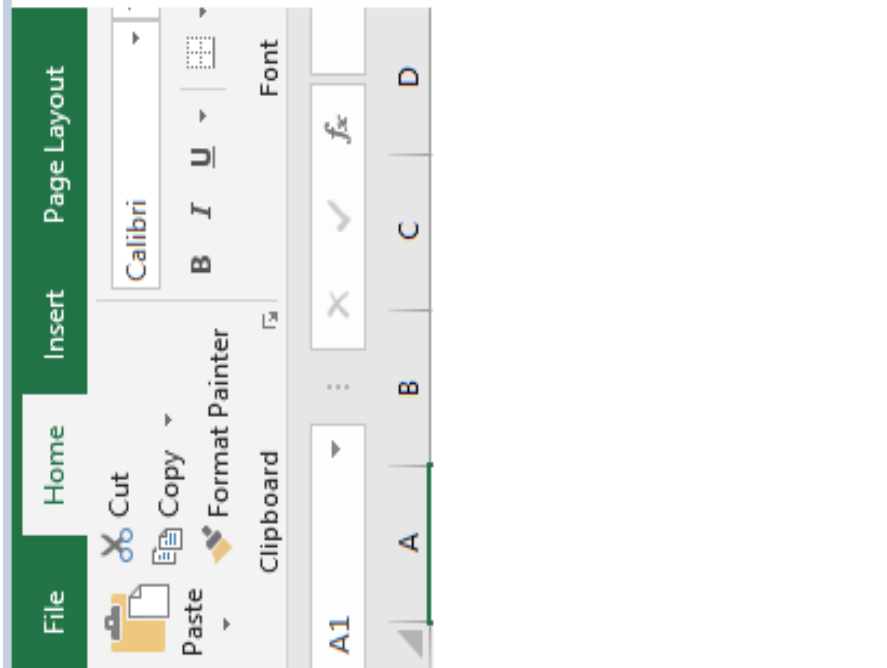 File Home Insert Page Layout
Cut
Calibri
Copy
Paste
B I U
Format Painter
Clipboard
Font
A1
fx
A B C D